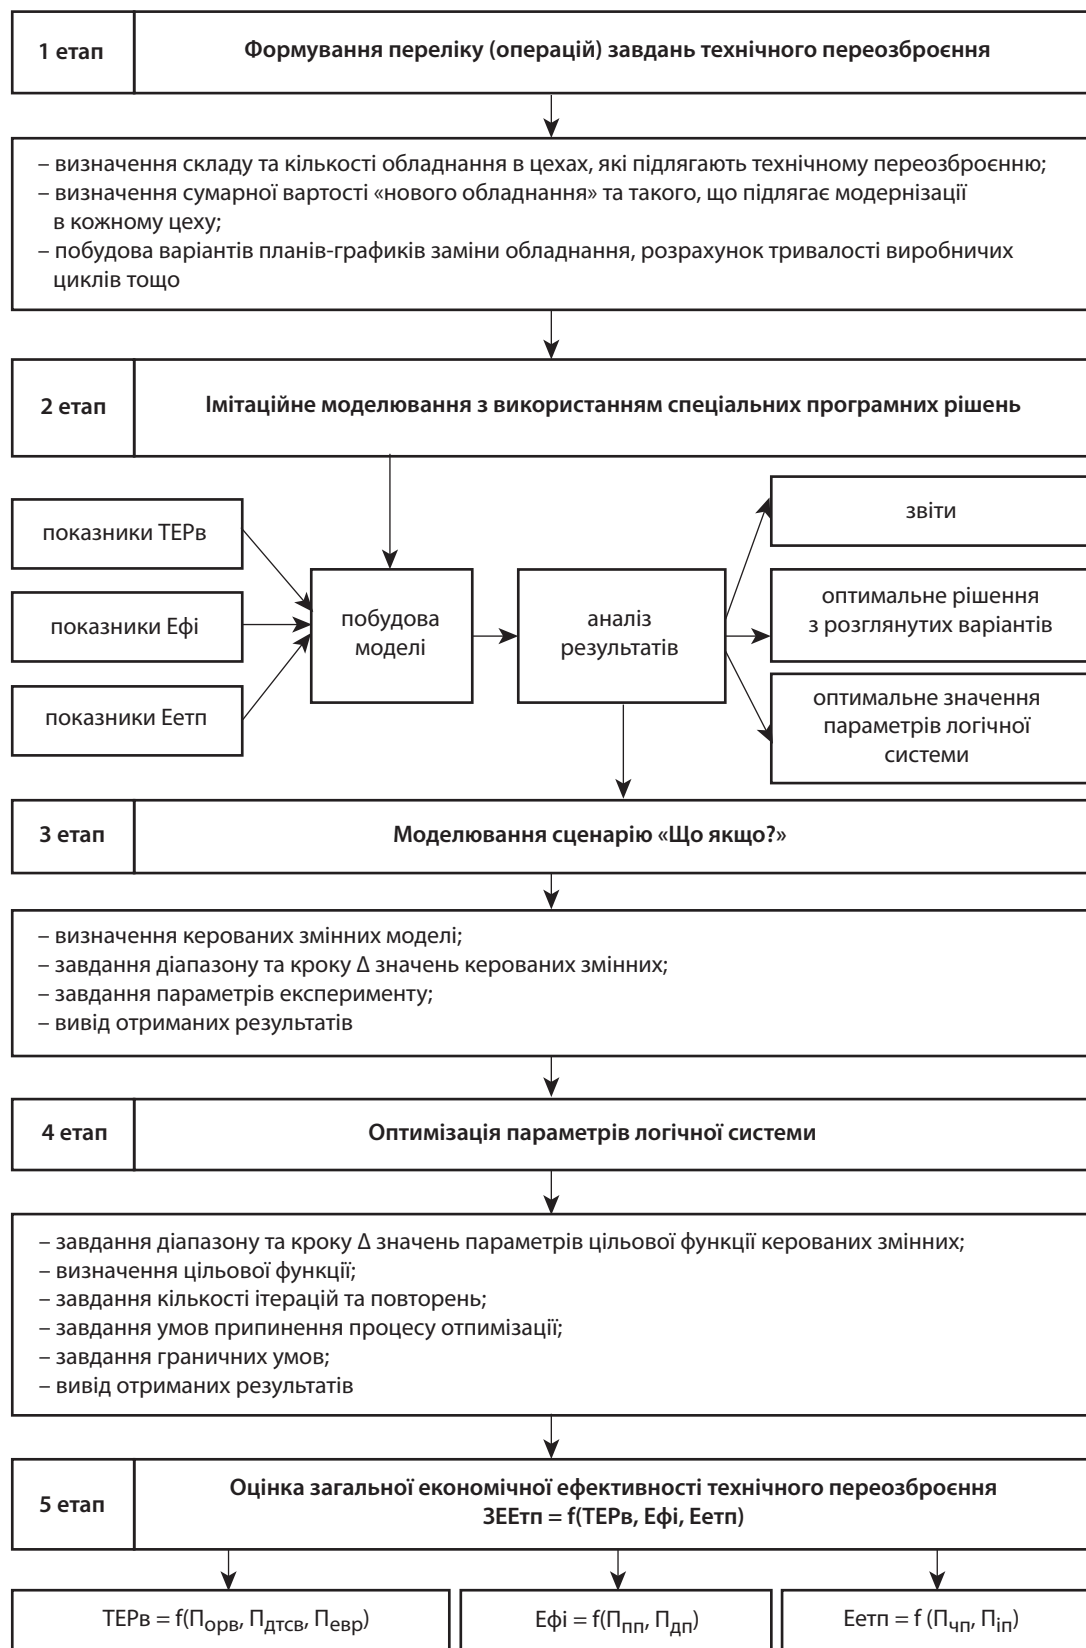 1 етап
Формування переліку (операцій) завдань технічного переозброєння
– визначення складу та кількості обладнання в цехах, які підлягають технічному переозброєнню;
– визначення сумарної вартості «нового обладнання» та такого, що підлягає модернізації
в кожному цеху;
– побудова варіантів планів-графиків заміни обладнання, розрахунок тривалості виробничих
циклів тощо
2 етап
Імітаційне моделювання з використанням спеціальних програмних рішень
показники ТЕРв
показники Ефі
показники Еетп
побудова
моделі
аналіз
результатів
звіти
оптимальне рішення
з розглянутих варіантів
оптимальне значення
параметрів логічної
системи
3 етап
Моделювання сценарію «Що якщо?»
– визначення керованих змінних моделі;
– завдання діапазону та кроку Δ значень керованих змінних;
– завдання параметрів експерименту;
– вивід отриманих результатів
4 етап
Оптимізація параметрів логічної системи
– завдання діапазону та кроку Δ значень параметрів цільової функції керованих змінних;
– визначення цільової функції;
– завдання кількості ітерацій та повторень;
– завдання умов припинення процесу отпимізації;
– завдання граничних умов;
– вивід отриманих результатів
5 етап
Оцінка загальної економічної ефективності технічного переозброєння
ЗЕЕтп = f(ТЕРв, Ефі, Еетп)
ТЕРв = f(Порв, Пдтсв, Певр)
Ефі = f(Ппп, Пдп)
Еетп = f (Пчп, Піп)